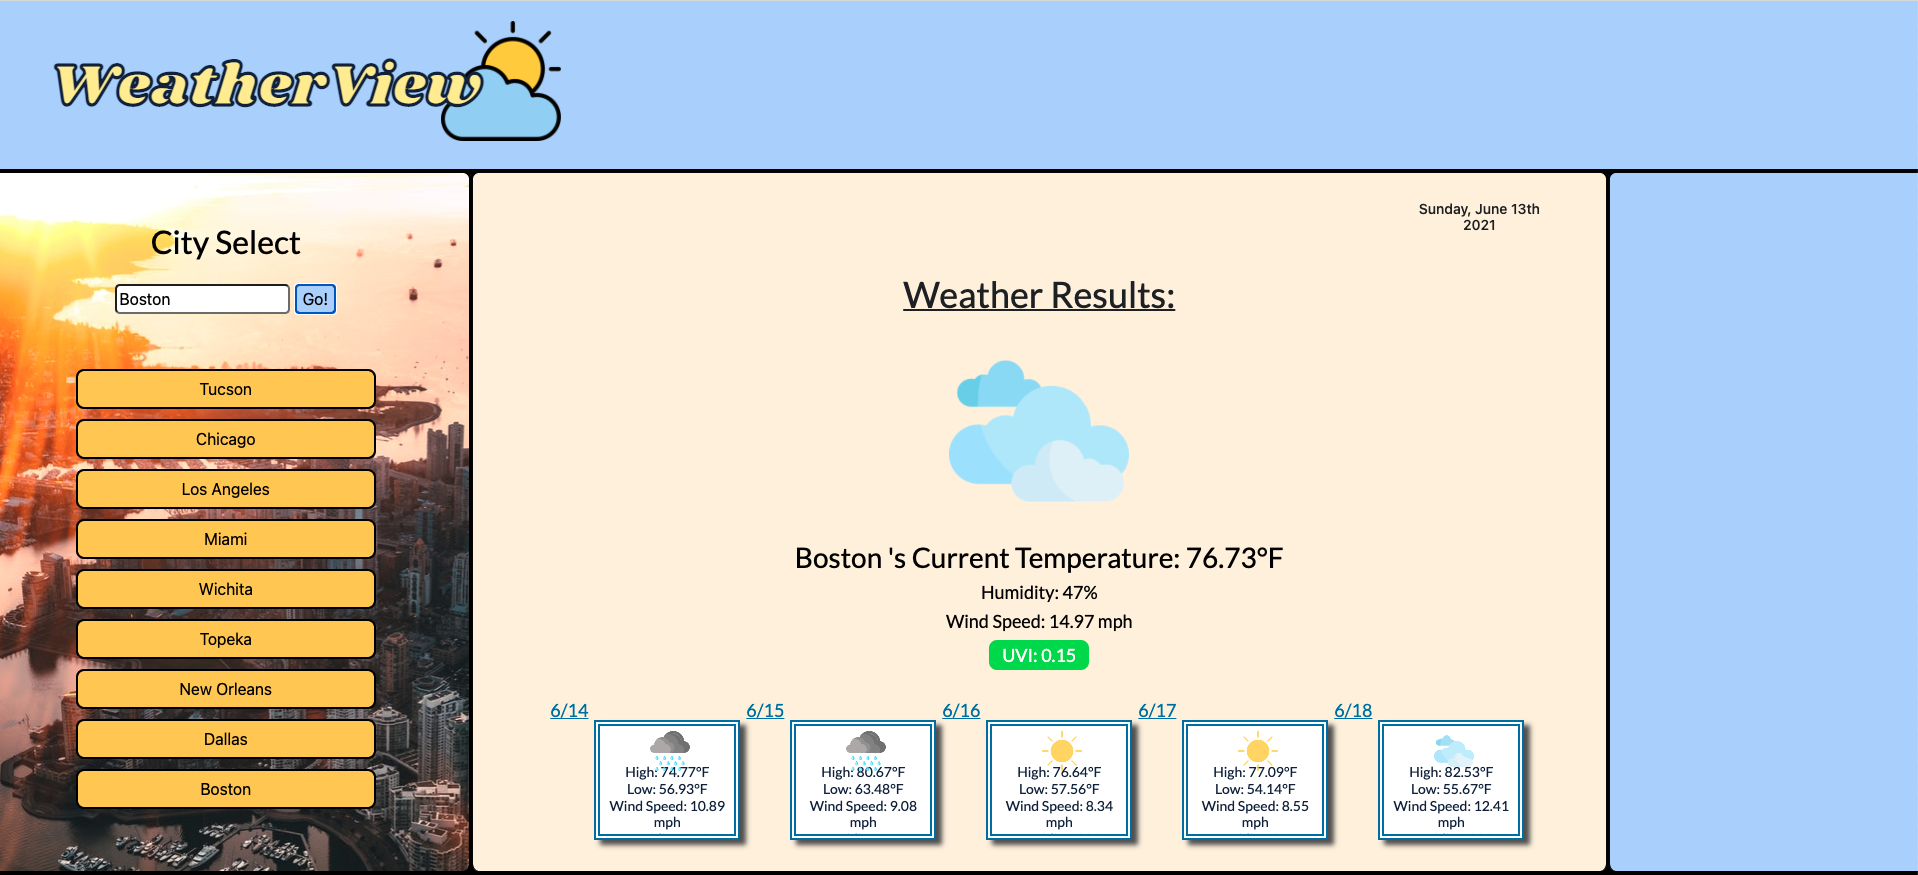 WeatherView
City Select
Boston
Go!
Tucson
Chicago
Los Angeles
Miami
Wichita
Topeka
New Orleans
Dallas
Boston
Sunday, June 13th
2021
Weather Results:
Boston 's Current Temperature: 76.73°F
Humidity: 47%
Wind Speed: 14.97 mph
UVI: 0.15
6/14
High: 74.77°F
Low: 56.93°F
Wind Speed: 10.89
mph
6/15
High: 80.67°F
Low: 63.48°F
Wind Speed: 9.08
mph
6/16
High: 76.64°F
Low: 57.56°F
Wind Speed: 8.34
mph
6/17
High: 77.09°F
Low: 54.14°F
Wind Speed: 8.55
mph
6/18
High: 82.53°F
Low: 55.67°F
Wind Speed: 12.41
mph